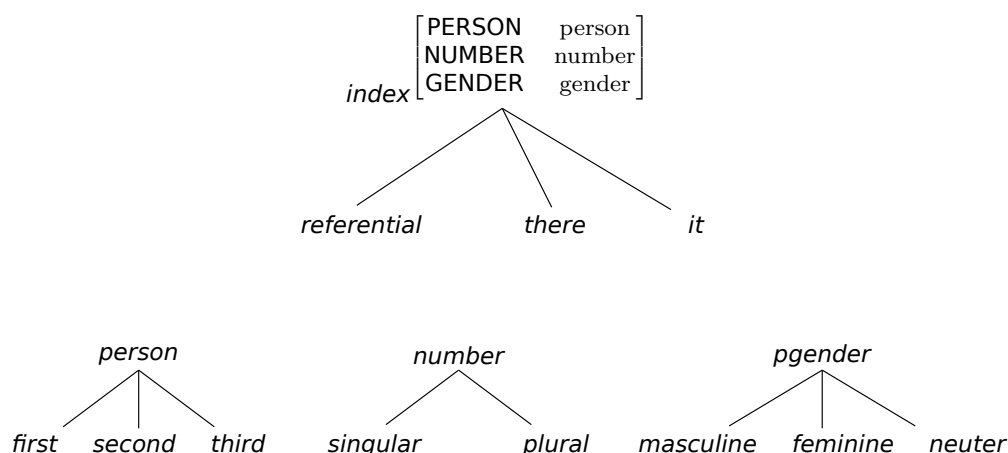 PERSON person
NUMBER number
GENDER gender
index
referential there it
person number pgender
first second third singular plural masculine feminine neuter